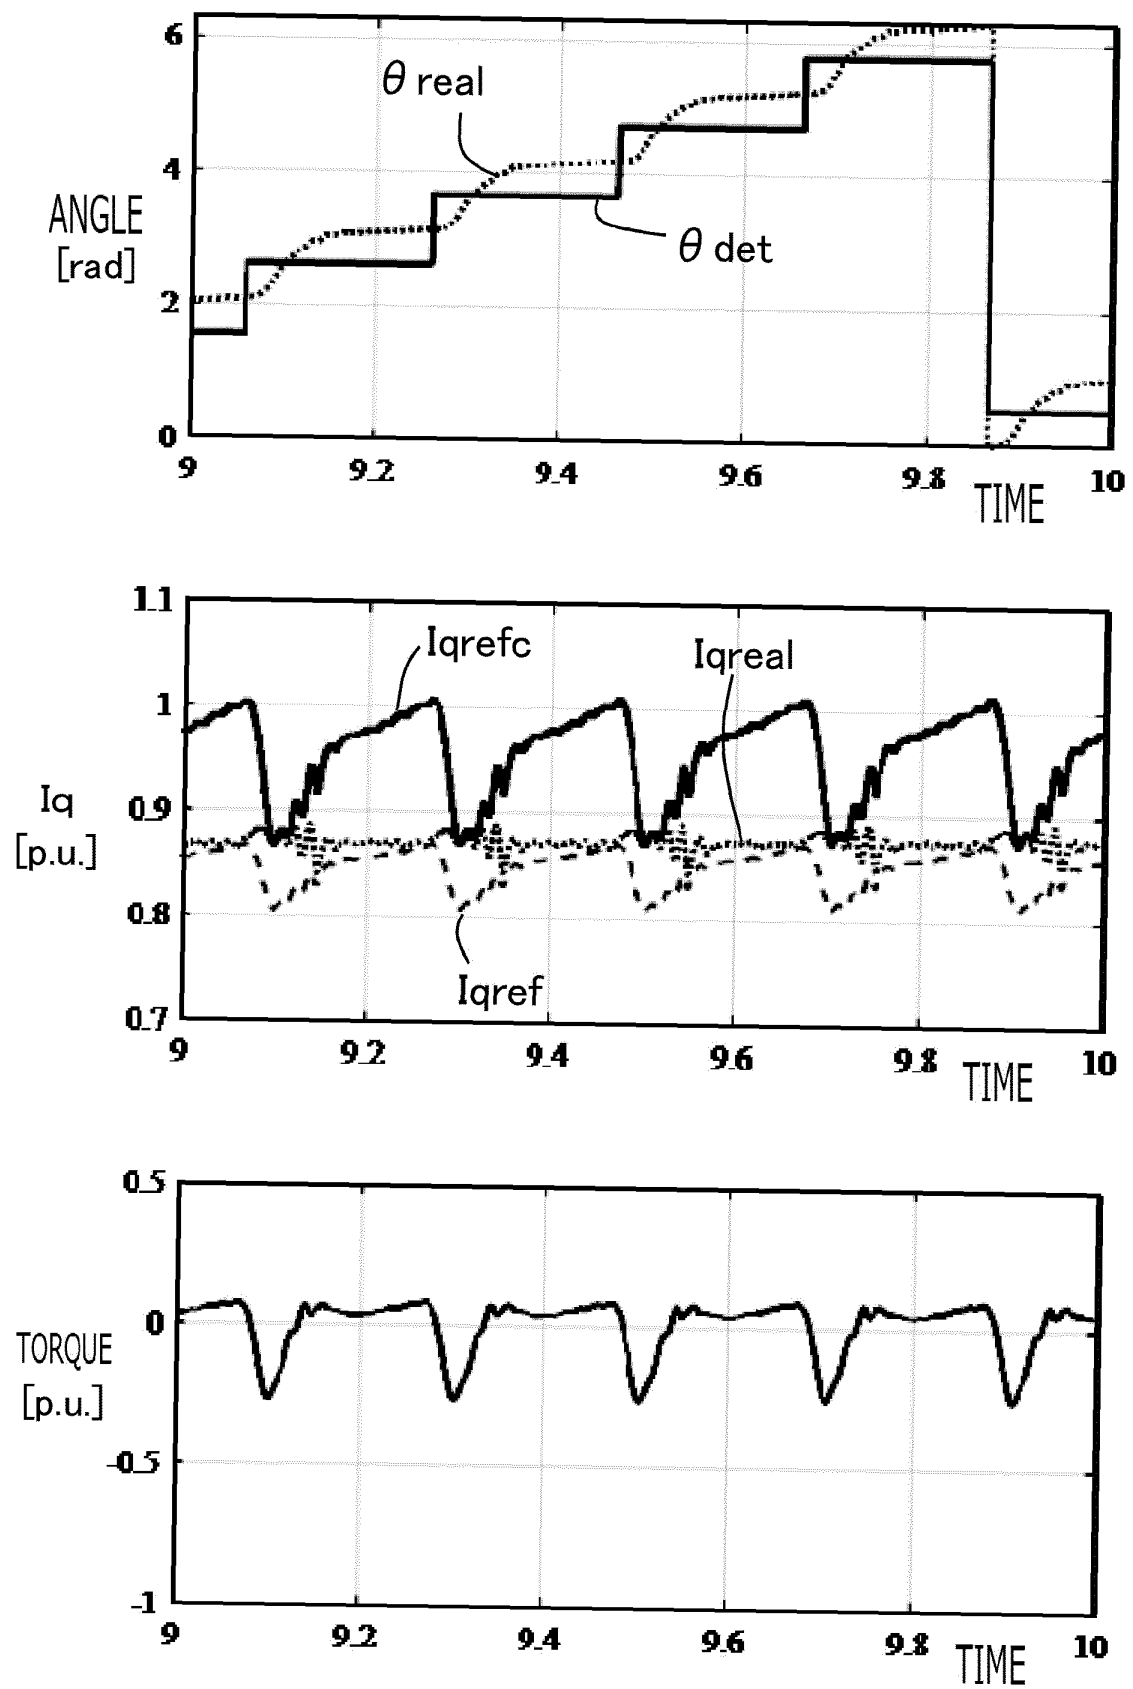 6
θ real
4
ANGLE
[rad]
θ det
2
0
9 9.2 9.4 9.6 9.8 10
TIME
1.1
Iqrefc
Iqreal
1
Iq
[p.u.]
0.9
0.8
Iqref
0.7
9 9.2 9.4 9.6 9.8 10
TIME
0.5
0
TORQUE
[p.u.]
-0.5
-1
9 9.2 9.4 9.6 9.8 10
TIME